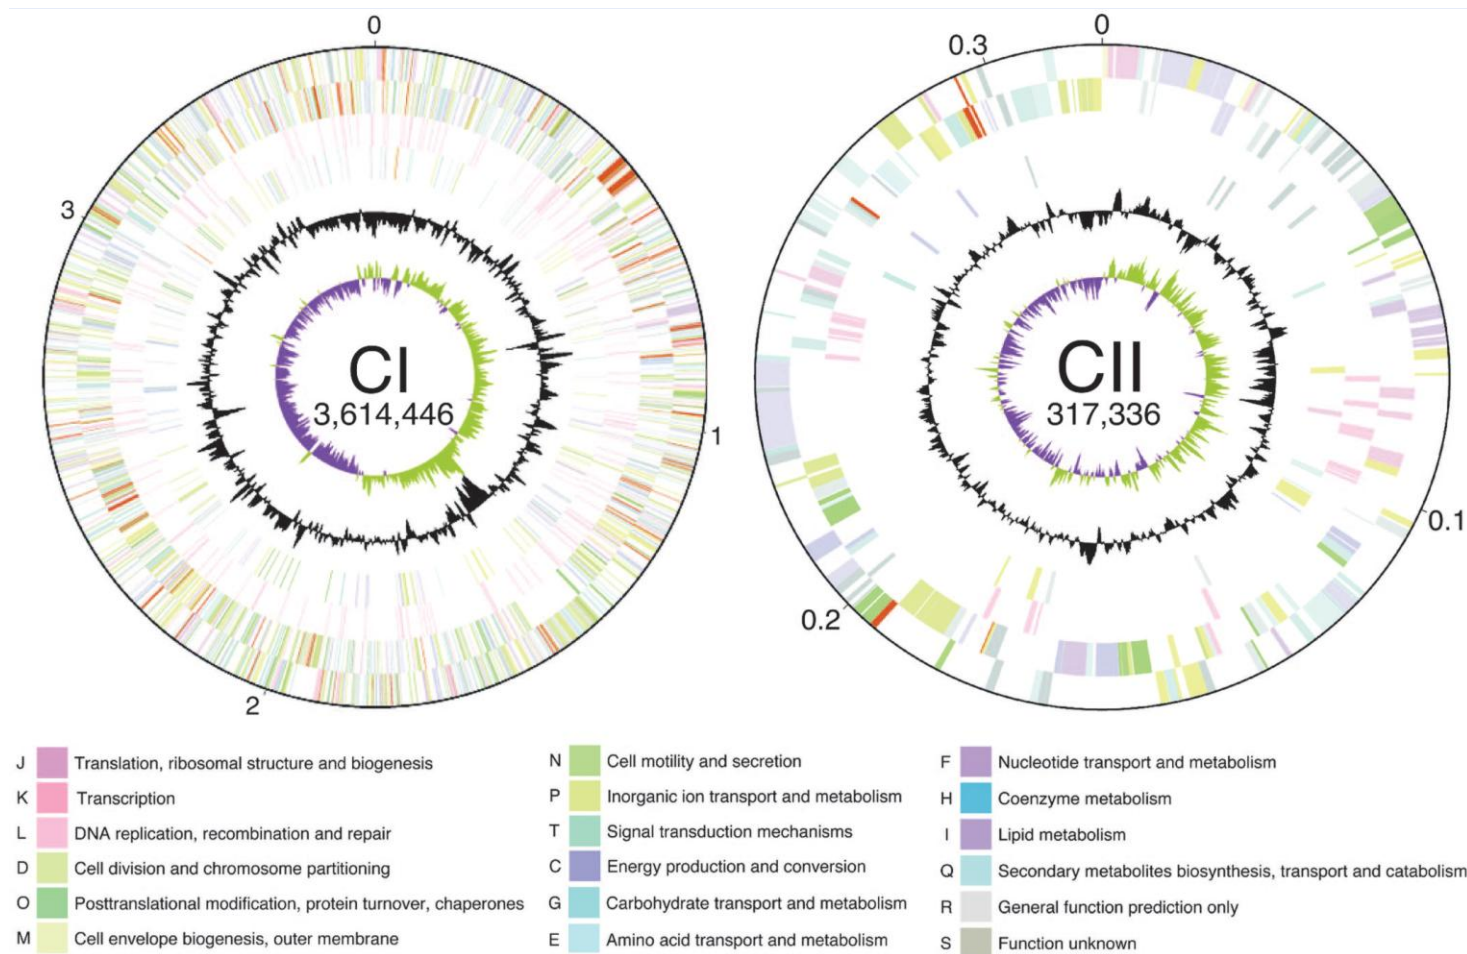 0
3
1
2
CI
3,614,446
0
0.3
0.1
0.2
CII
317,336
J Translation, ribosomal structure and biogenesis
K Transcription
L DNA replication, recombination and repair
D Cell division and chromosome partitioning
O Posttranslational modification, protein turnover, chaperones
M Cell envelope biogenesis, outer membrane
N Cell motility and secretion
P Inorganic ion transport and metabolism
T Signal transduction mechanisms
C Energy production and conversion
G Carbohydrate transport and metabolism
E Amino acid transport and metabolism
F Nucleotide transport and metabolism
H Coenzyme metabolism
I Lipid metabolism
Q Secondary metabolites biosynthesis, transport and catabolism
R General function prediction only
S Function unknown